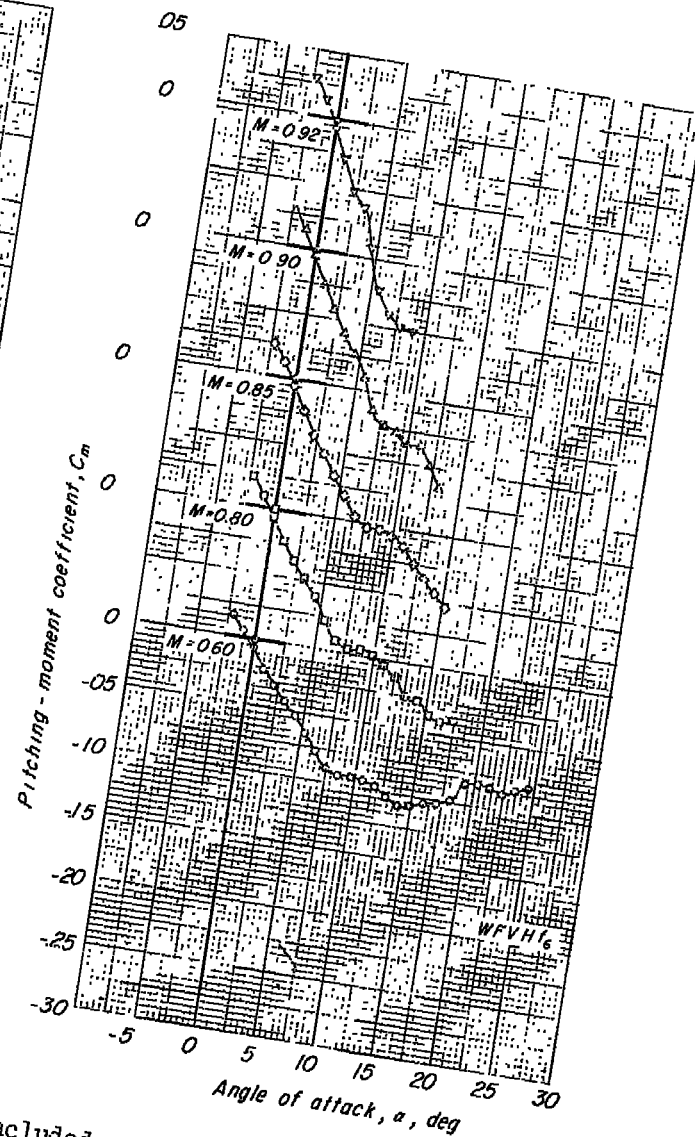 .05
0
M = 0.92
0
M = 0.90
0
M = 0.85
0
M = 0.80
0
M = 0.60
-.05
-.10
-.15
-.20
-.25
-.30
Pitching-moment coefficient, Cm
WFVHf6
-5 0 5 10 15 20 25 30
Angle of attack, α, deg